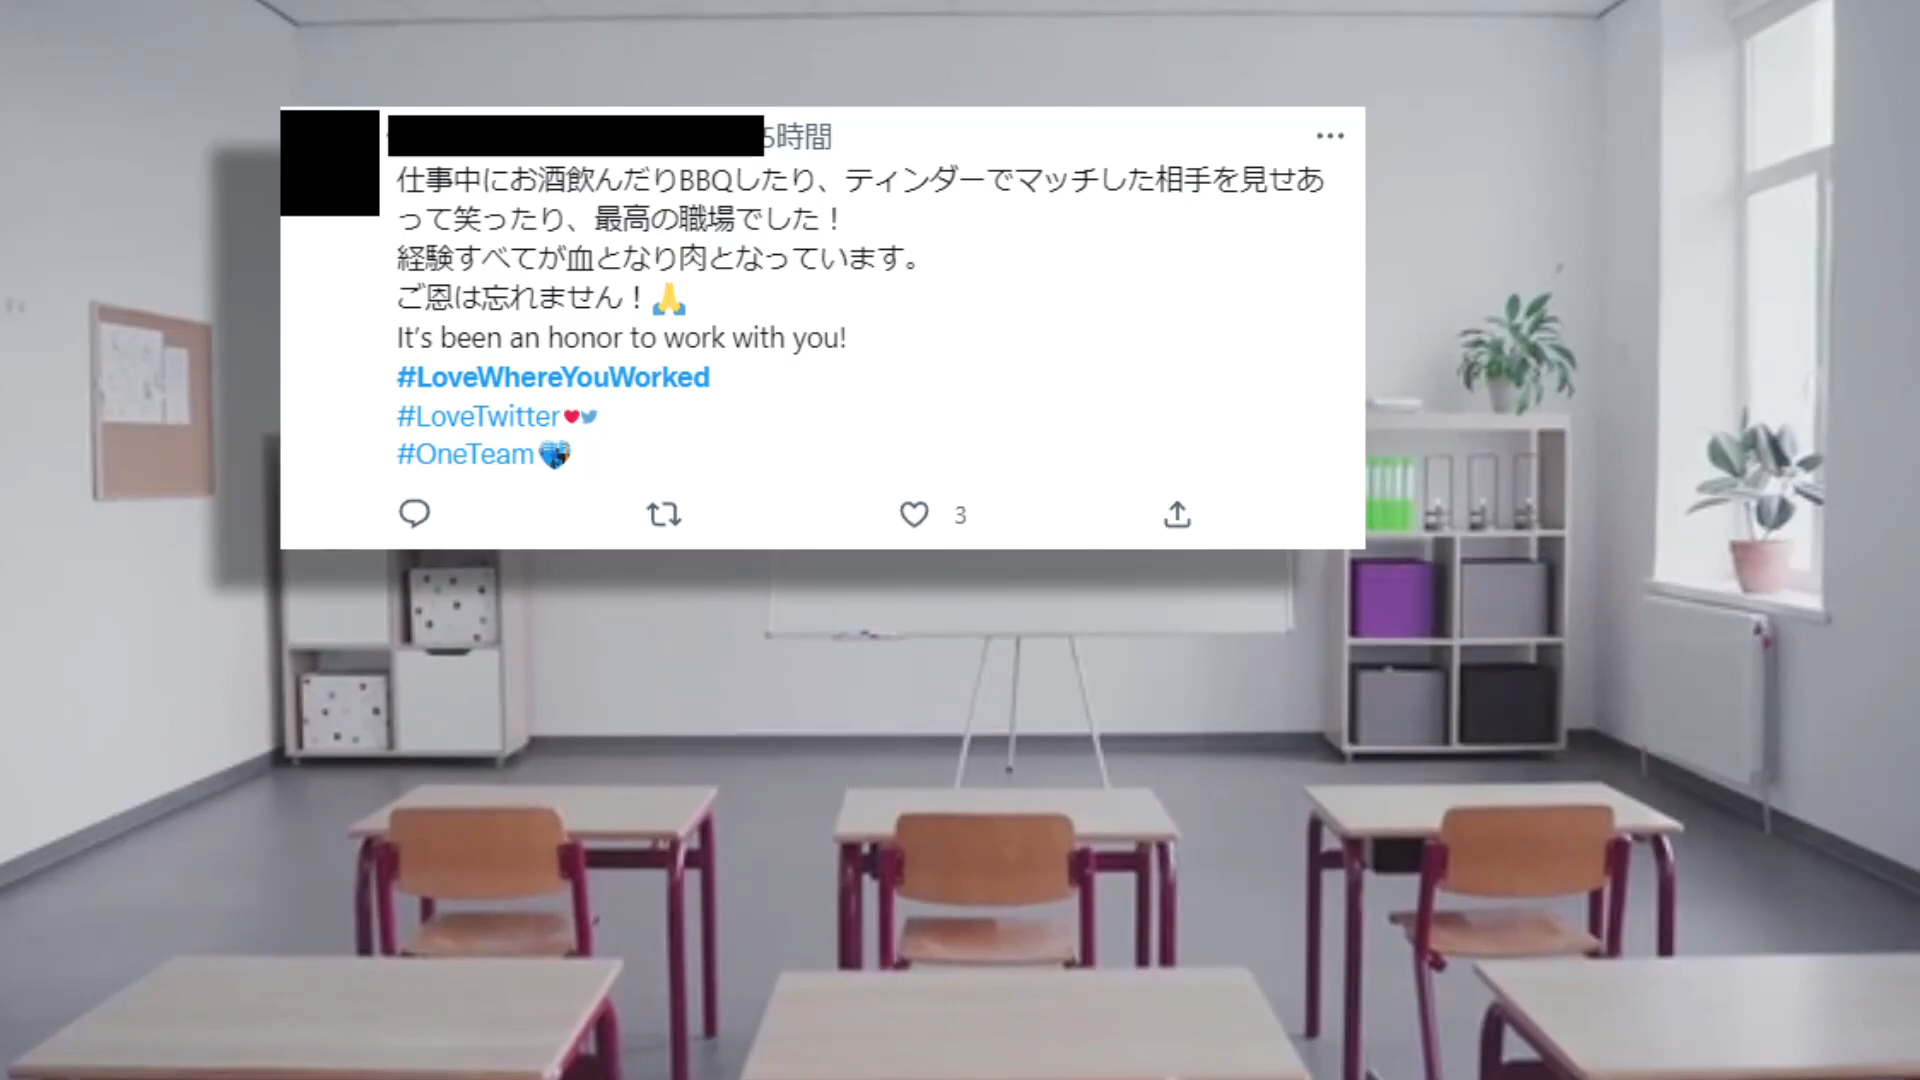 5時間
仕事中にお酒飲んだりBBQしたり、ティンダーでマッチした相手を見せあ
って笑ったり、最高の職場でした！
経験すべてが血となり肉となっています。
ご恩は忘れません！🙏
It's been an honor to work with you!
#LoveWhereYouWorked
#LoveTwitter
#OneTeam
3